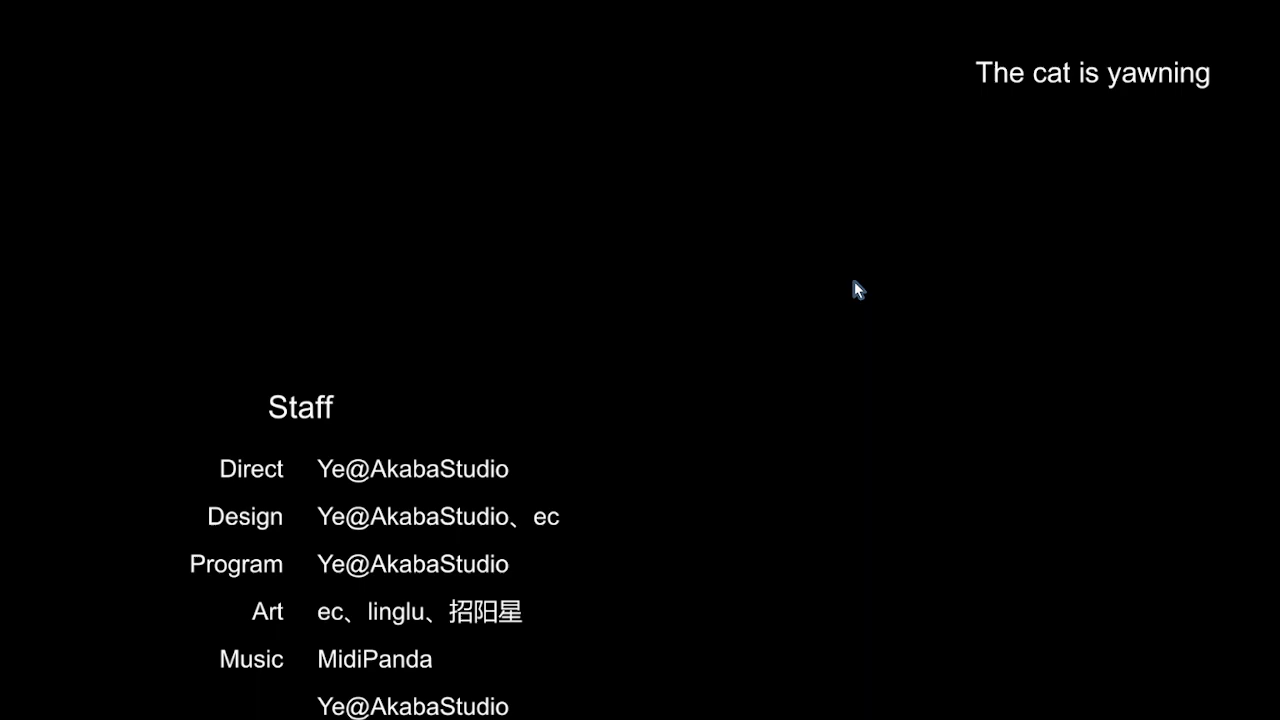 The cat is yawning
Staff
Direct Ye@AkabaStudio
Design Ye@AkabaStudio、ec
Program Ye@AkabaStudio
Art ec、linglu、招阳星
Music MidiPanda
Ye@AkabaStudio